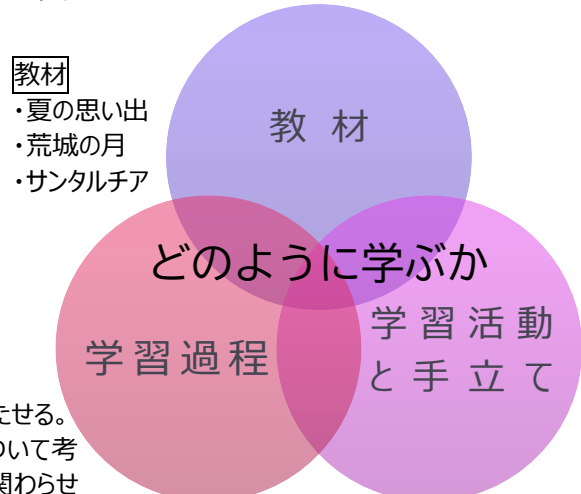 教材
・夏の思い出
・荒城の月
・サンタルチア
教 材
どのように学ぶか
学習過程
学習活動
と手立て
たせる。
ついて考
関わらせ